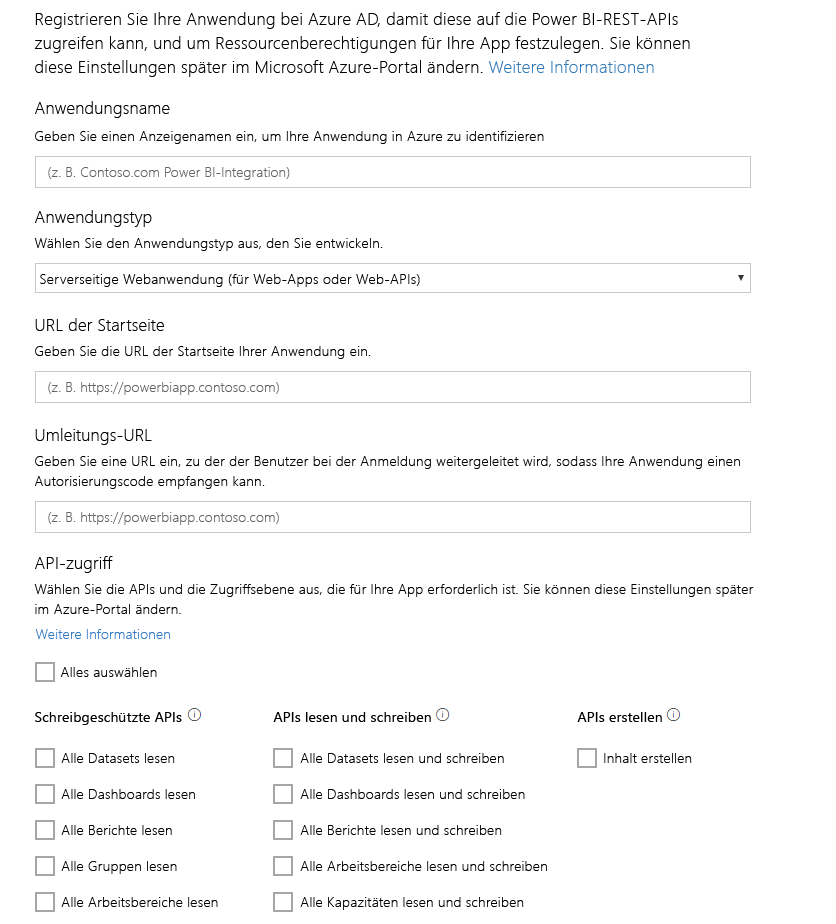 Registrieren Sie Ihre Anwendung bei Azure AD, damit diese auf die Power BI-REST-APIs
zugreifen kann, und um Ressourcenberechtigungen für Ihre App festzulegen. Sie können
diese Einstellungen später im Microsoft Azure-Portal ändern. Weitere Informationen
Anwendungsname
Geben Sie einen Anzeigenamen ein, um Ihre Anwendung in Azure zu identifizieren
(z. B. Contoso.com Power BI-Integration)
Anwendungstyp
Wählen Sie den Anwendungstyp aus, den Sie entwickeln.
Serverseitige Webanwendung (für Web-Apps oder Web-APIs)
URL der Startseite
Geben Sie die URL der Startseite Ihrer Anwendung ein.
(z. B. https://powerbiapp.contoso.com)
Umleitungs-URL
Geben Sie eine URL ein, zu der der Benutzer bei der Anmeldung weitergeleitet wird, sodass Ihre Anwendung einen
Autorisierungscode empfangen kann.
(z. B. https://powerbiapp.contoso.com)
API-zugriff
Wählen Sie die APIs und die Zugriffsebene aus, die für Ihre App erforderlich ist. Sie können diese Einstellungen später
im Azure-Portal ändern.
Weitere Informationen
Alles auswählen
Schreibgeschützte APIs
Alle Datasets lesen
Alle Dashboards lesen
Alle Berichte lesen
Alle Gruppen lesen
Alle Arbeitsbereiche lesen
APIs lesen und schreiben
Alle Datasets lesen und schreiben
Alle Dashboards lesen und schreiben
Alle Berichte lesen und schreiben
Alle Arbeitsbereiche lesen und schreiben
Alle Kapazitäten lesen und schreiben
APIs erstellen
Inhalt erstellen